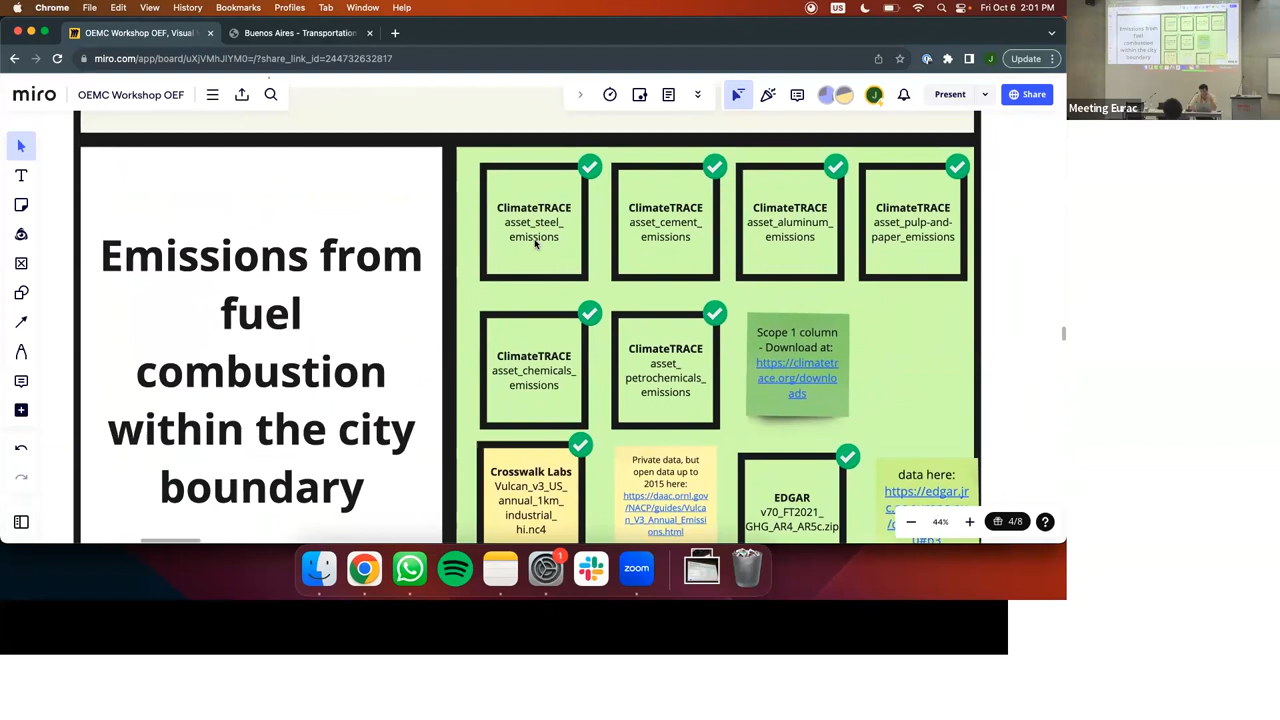 Chrome File Edit View History Bookmarks Profiles Tab Window Help
US Fri Oct 6 2:01 PM
OEMC Workshop OEF, Visual
Buenos Aires - Transportation
miro.com/app/board/uXjVMhJlYM0=/?share_link_id=244732632817
J
Update
miro
OEMC Workshop OEF
J
Present
Share
Meeting Eurac
Emissions from
fuel
combustion
within the city
boundary
ClimateTRACE
asset_steel_
emissions
ClimateTRACE
asset_cement_
emissions
ClimateTRACE
asset_aluminum_
emissions
ClimateTRACE
asset_pulp-and-
paper_emissions
ClimateTRACE
asset_chemicals_
emissions
ClimateTRACE
asset_
petrochemicals_
emissions
Scope 1 column
- Download at:
https://climatetr
ace.org/downlo
ads
Crosswalk Labs
Vulcan_v3_US_
annual_1km_
industrial_
hi.nc4
Private data, but
open data up to
2015 here:
https://daac.ornl.gov
/NACP/guides/Vulca
n_V3_Annual_Emissi
ons.html
EDGAR
v70_FT2021_
GHG_AR4_AR5c.zip
data here:
https://edgar.jr
44%
4/8
1
zoom